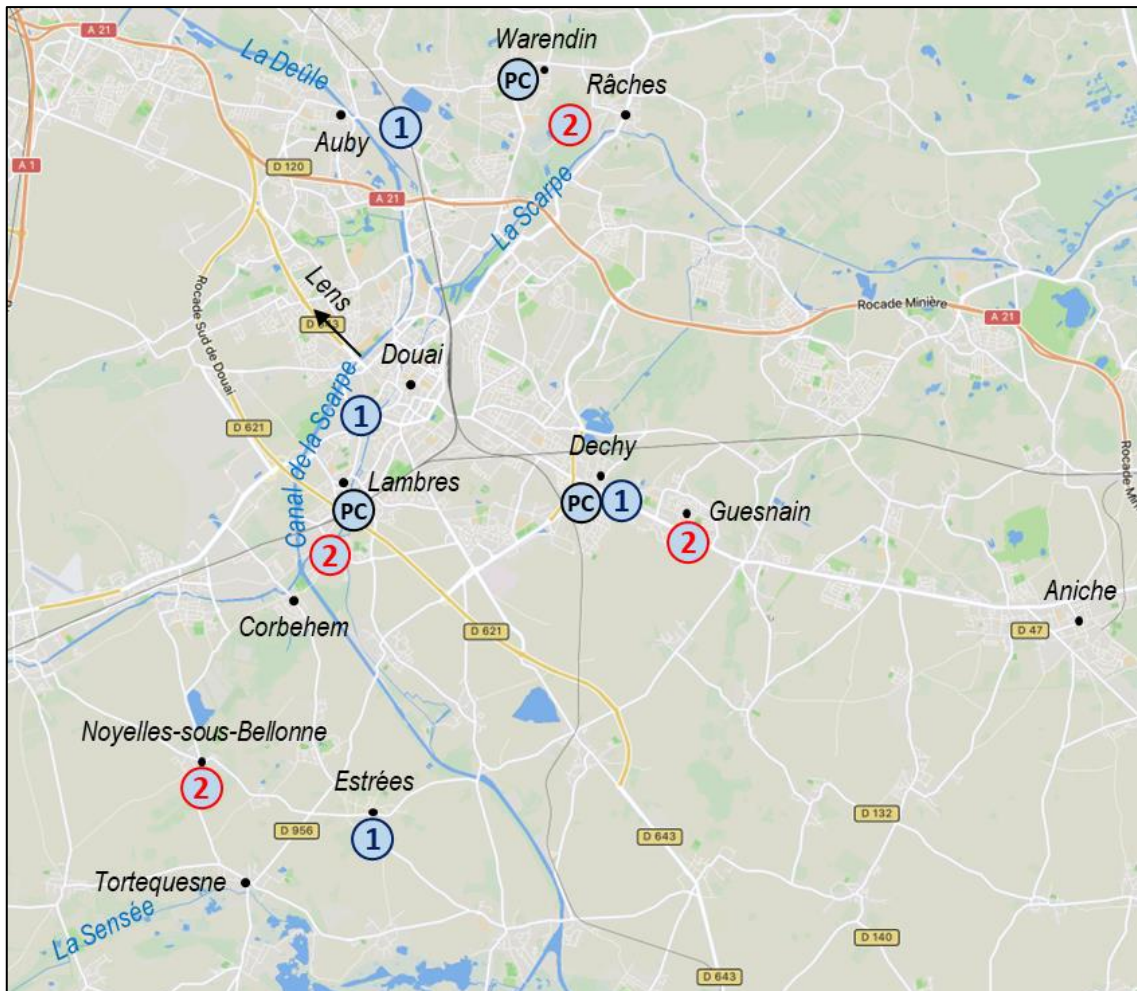 A 21
Warendin
La Deûle
PC
Râches
1
2
Auby
A 1
D 120
A 21
La Scarpe
Lens
Rocade Minière
A 21
Rocade Sud de Douai
Douai
Canal de la Scarpe
1
D 621
Dechy
Lambres
PC
PC
1
Guesnain
2
2
Corbehem
D 621
Aniche
D 47
Noyelles-sous-Bellonne
2
Estrées
D 956
1
D 132
D 643
Tortequesne
La Sensée
D 140
D 643